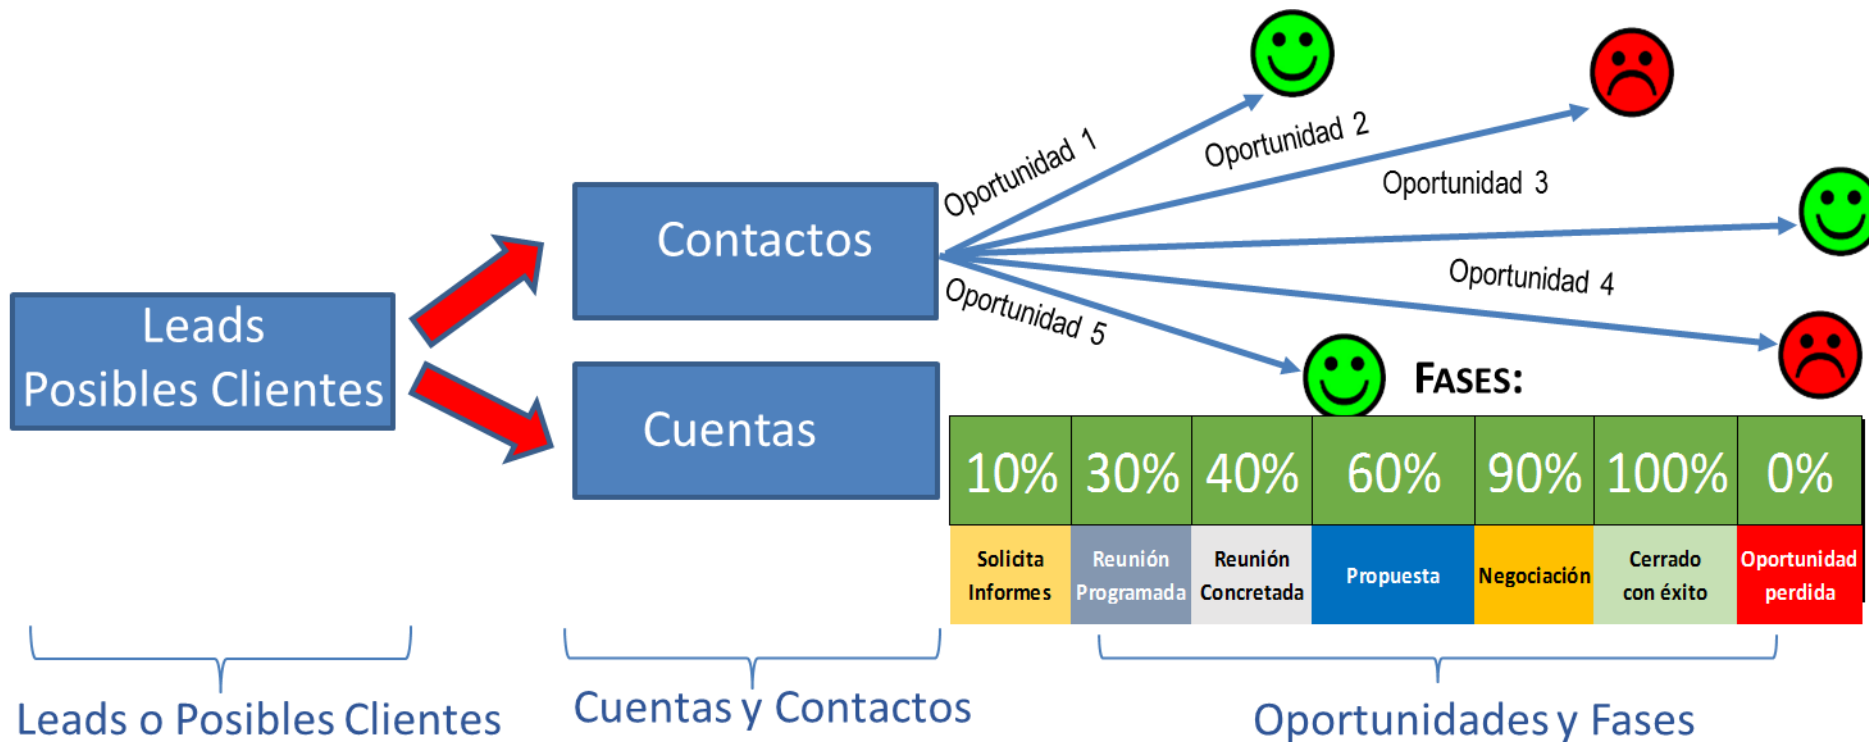 Leads
Posibles Clientes
Contactos
Cuentas
Oportunidad 1
Oportunidad 2
Oportunidad 3
Oportunidad 4
Oportunidad 5
FASES:
10% 30% 40% 60% 90% 100% 0%
Solicita
Informes
Reunión
Programada
Reunión
Concretada
Propuesta
Negociación
Cerrado
con éxito
Oportunidad
perdida
Leads o Posibles Clientes
Cuentas y Contactos
Oportunidades y Fases